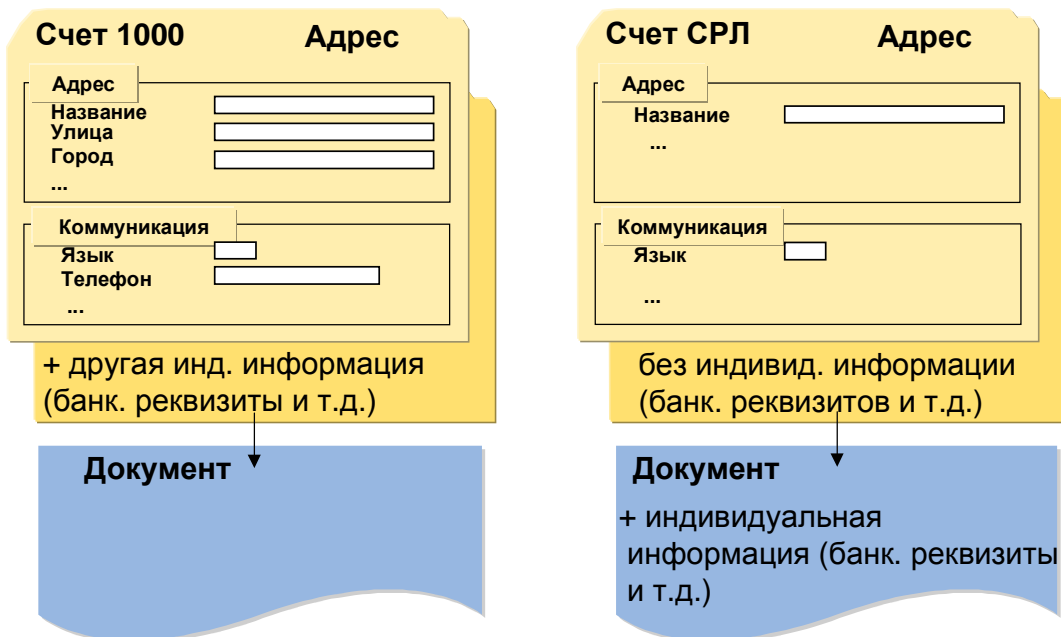 Счет 1000 Адрес
Адрес
Название
Улица
Город
...
Коммуникация
Язык
Телефон
...
+ другая инд. информация
(банк. реквизиты и т.д.)
Документ
Счет СРЛ Адрес
Адрес
Название
...
Коммуникация
Язык
...
без индивид. информации
(банк. реквизитов и т.д.)
Документ
+ индивидуальная
информация (банк. реквизиты
и т.д.)